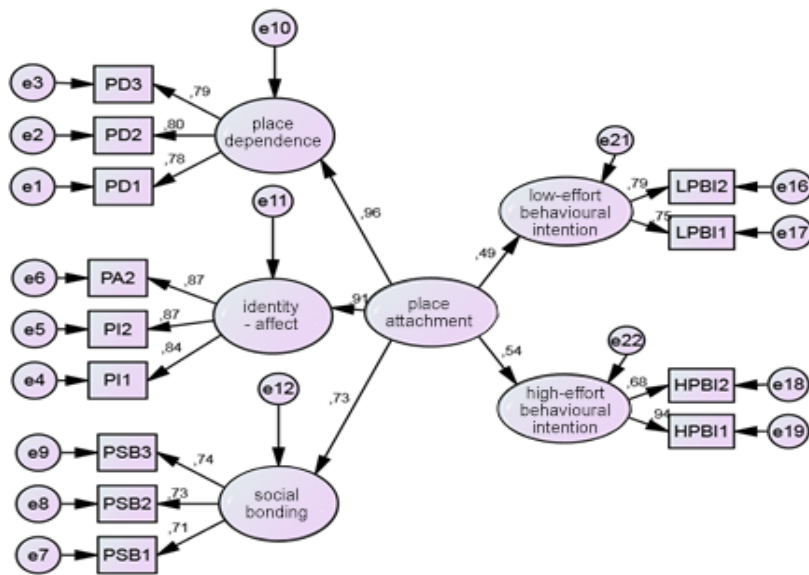 e10
e3
PD3
,79
e2
PD2
,80
place
dependence
e1
PD1
,78
e11
,96
e6
PA2
,87
e5
PI2
,87
identity
- affect
,91
place
attachment
e4
PI1
,84
e12
,73
e9
PSB3
,74
e8
PSB2
,73
social
bonding
e7
PSB1
,71
e21
low-effort
behavioural
intention
,79
LPBI2
e16
,75
LPBI1
e17
,49
,54
e22
high-effort
behavioural
intention
,68
HPBI2
e18
,94
HPBI1
e19